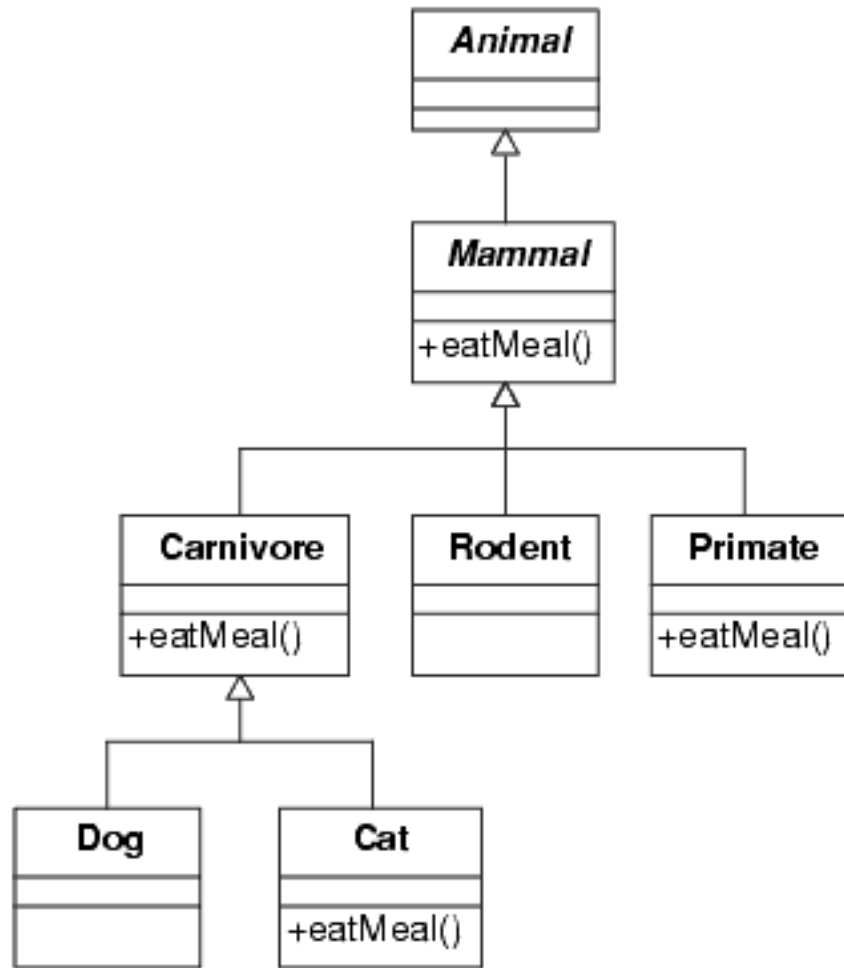 Animal
Mammal
+eatMeal()
Carnivore
+eatMeal()
Rodent
Primate
+eatMeal()
Dog
Cat
+eatMeal()